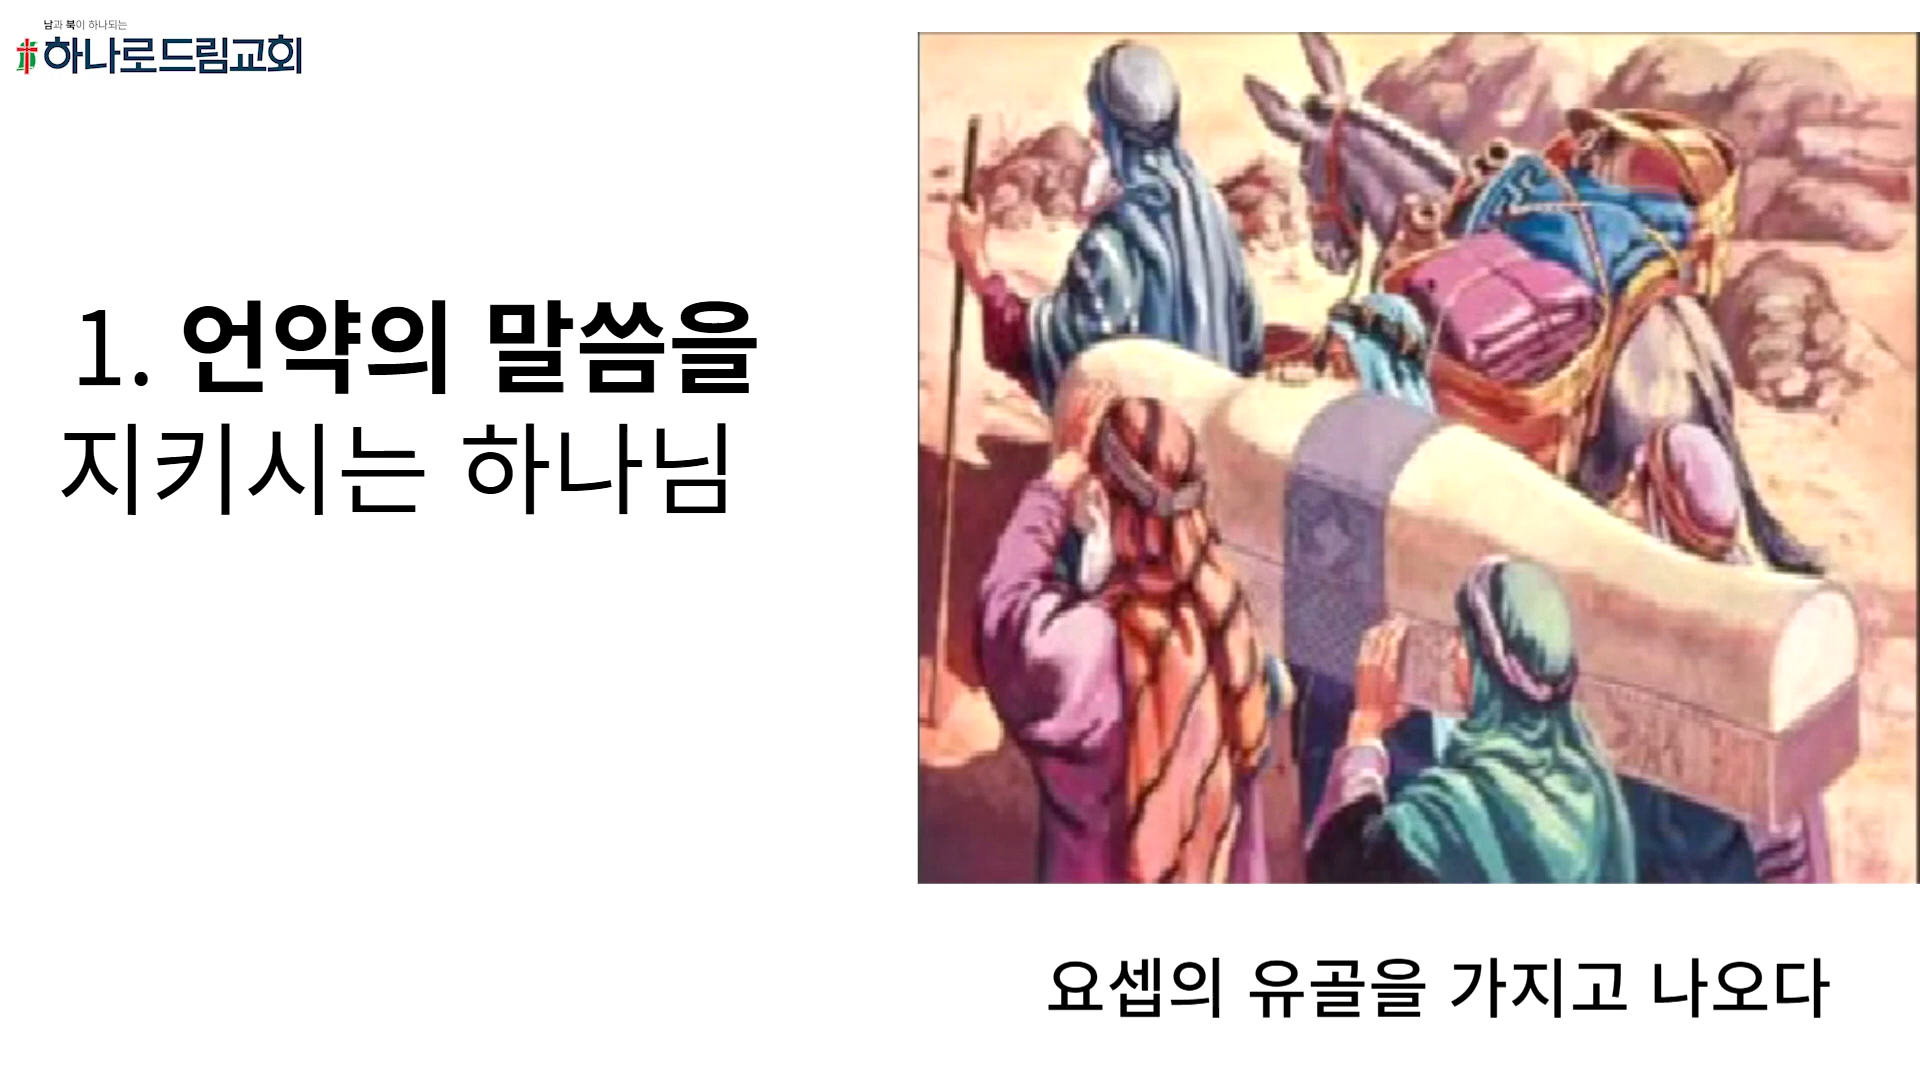 남과 북이 하나되는
하나로드림교회
1. 언약의 말씀을
지키시는 하나님
요셉의 유골을 가지고 나오다